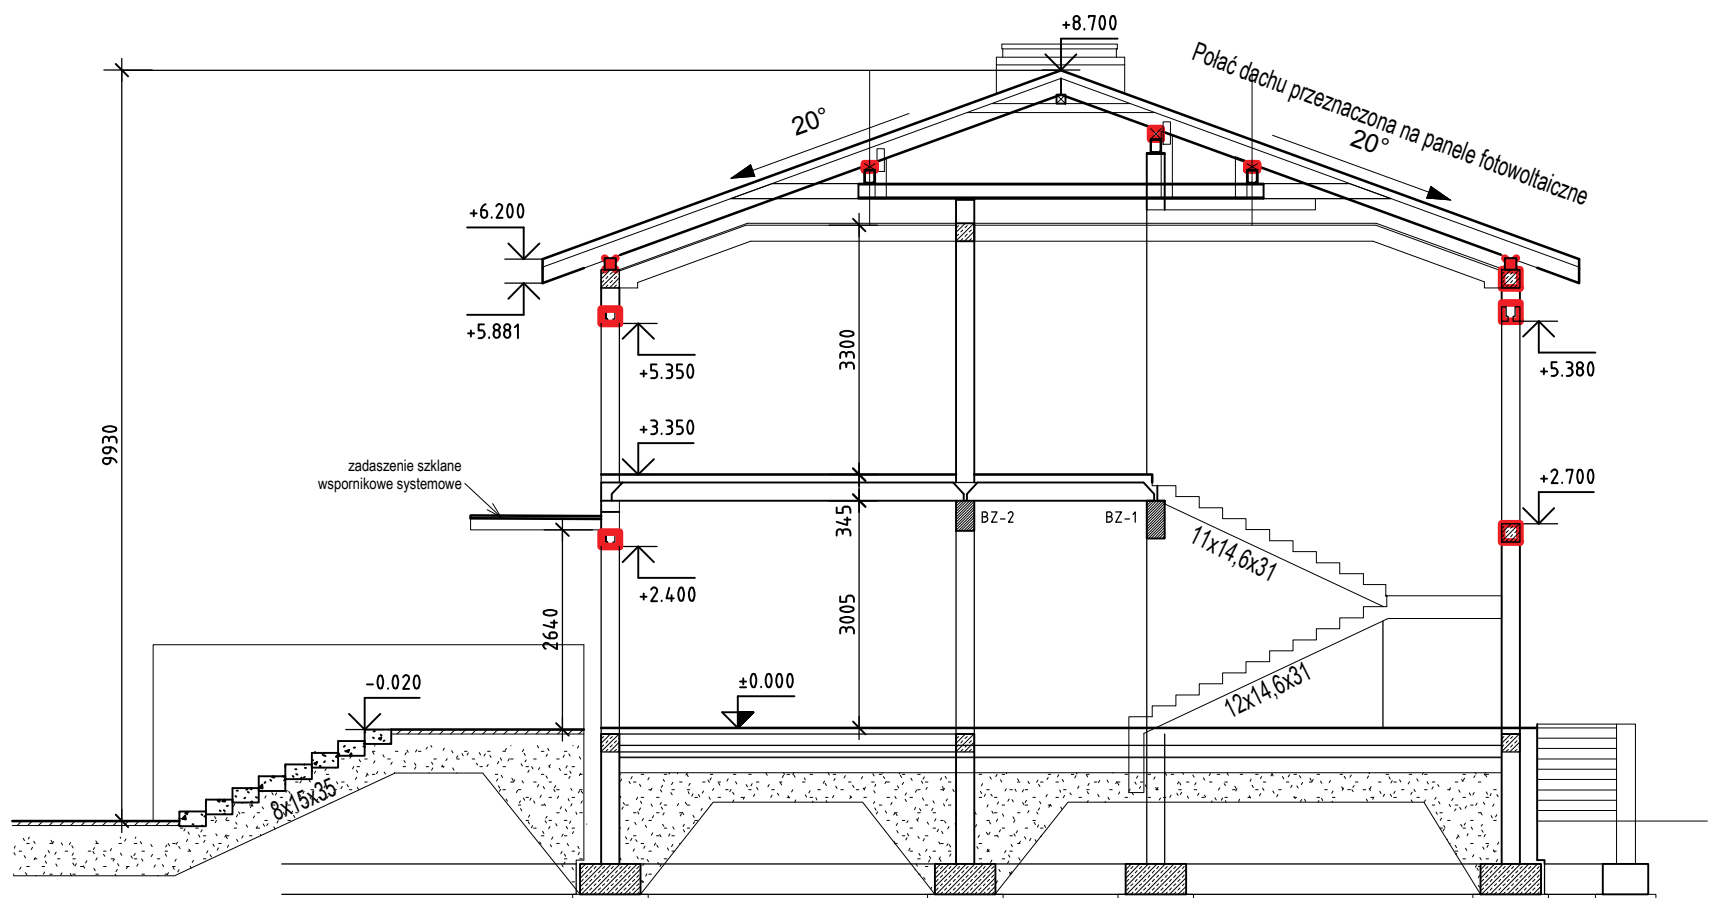 +8.700
Połać dachu przeznaczona na panele fotowoltaiczne
20°
20°
+6.200
+5.881
+5.350
+5.380
3300
9930
+3.350
zadaszenie szklane
wspornikowe systemowe
+2.700
345
BZ-2
BZ-1
11x14,6x31
+2.400
2640
3005
-0.020
±0.000
12x14,6x31
8x15x35